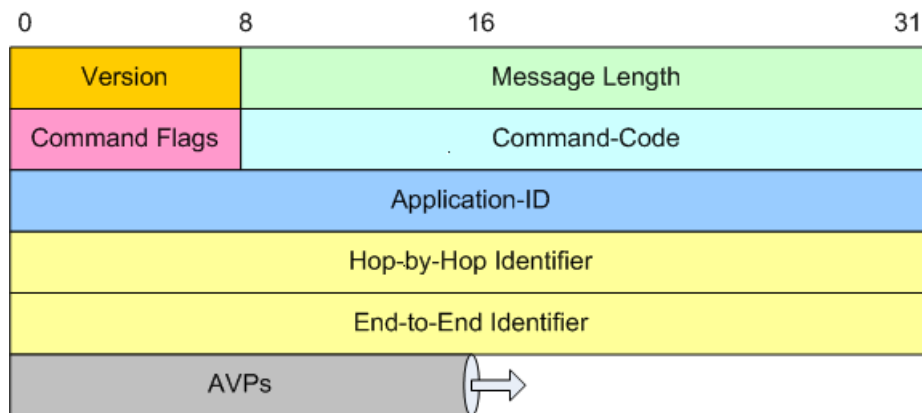 0 8 16 31
Version Message Length
Command Flags Command-Code
Application-ID
Hop-by-Hop Identifier
End-to-End Identifier
AVPs